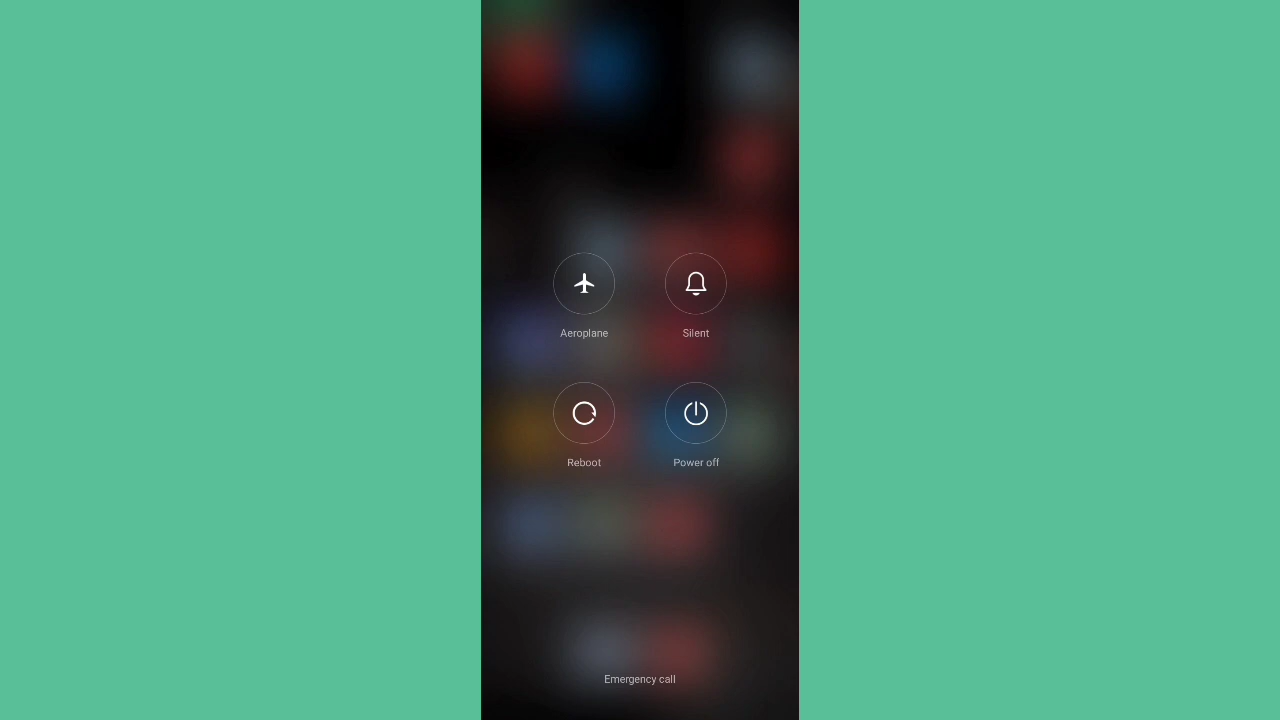 Aeroplane
Silent
Reboot
Power off
Emergency call